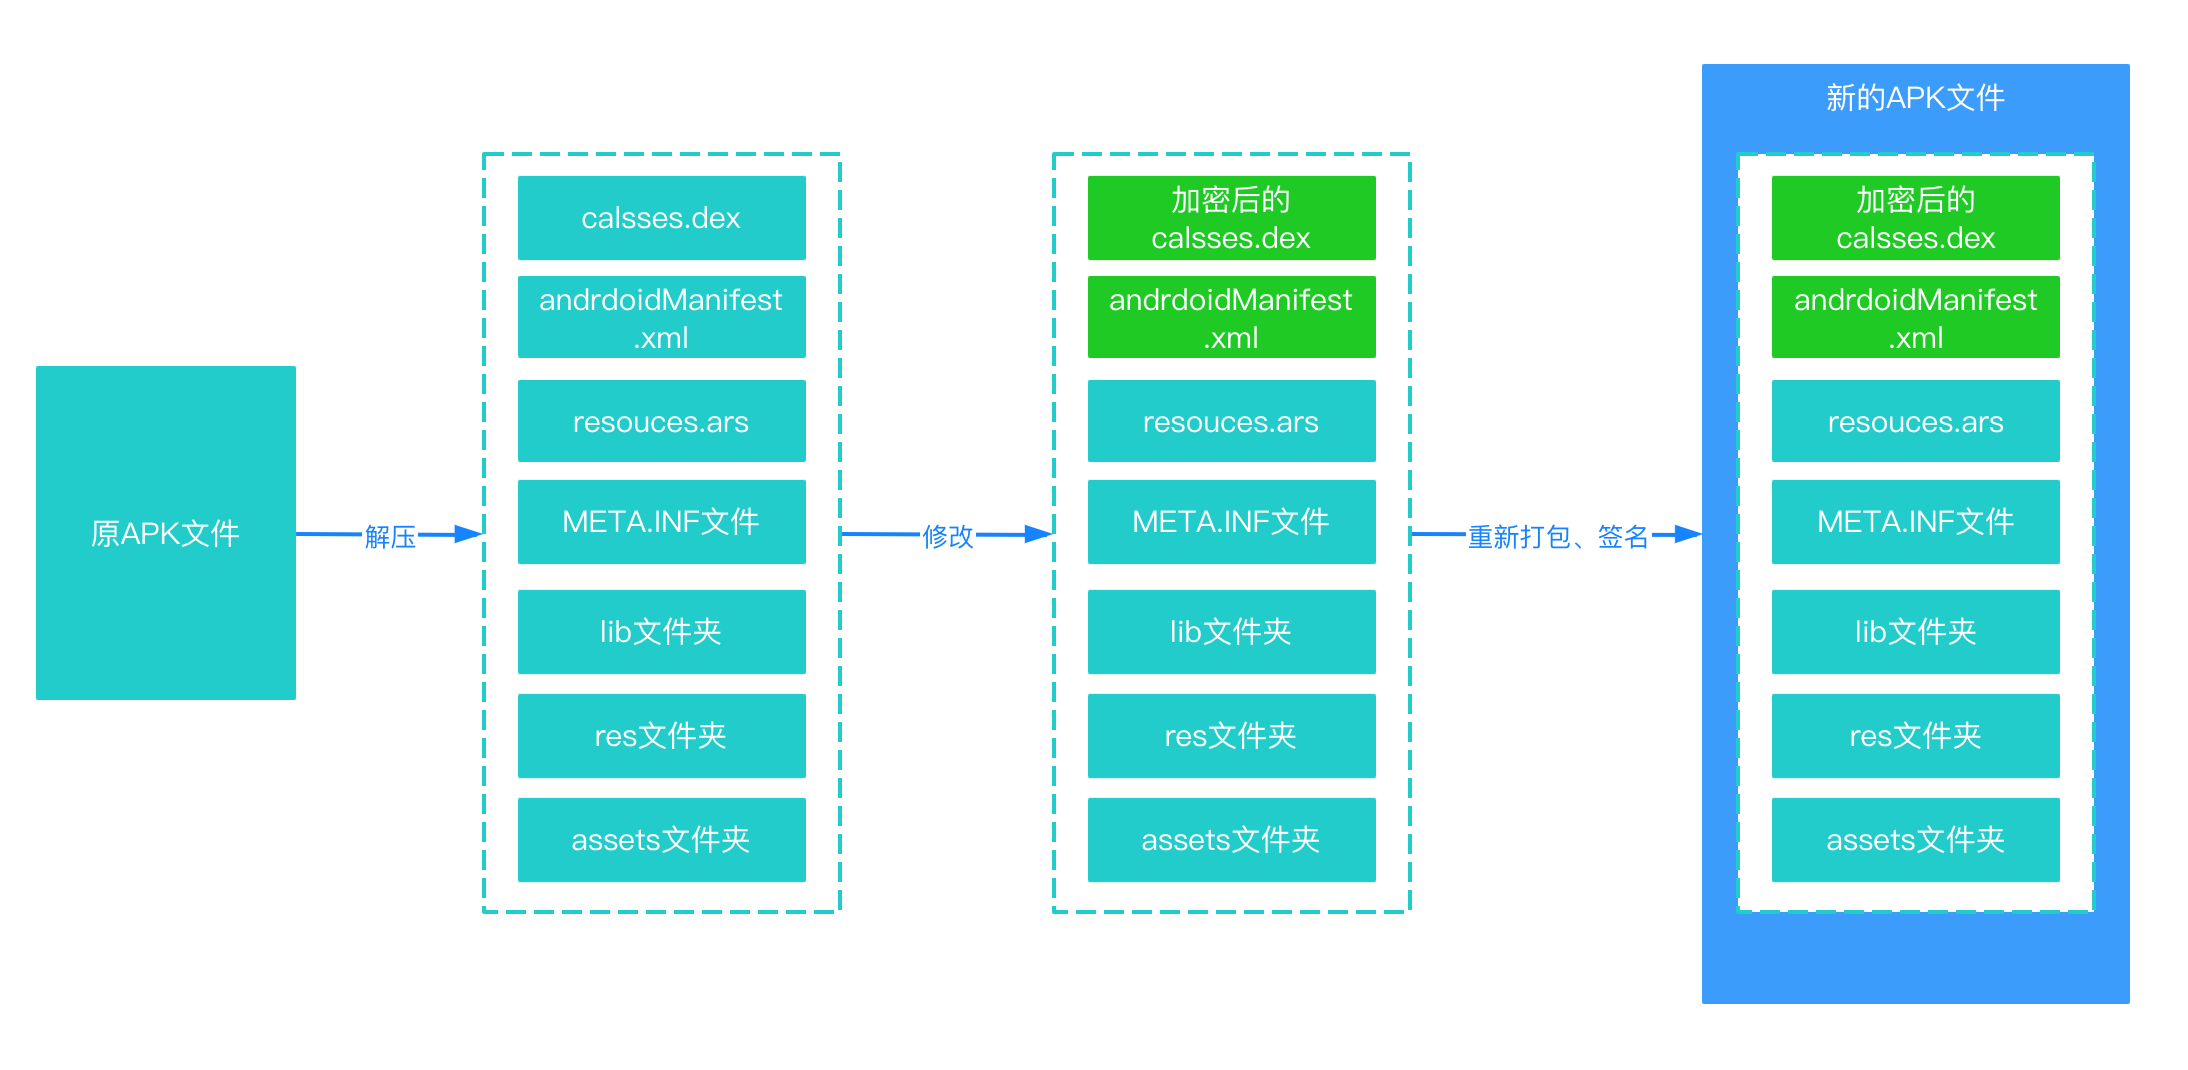 原APK文件
解压
calsses.dex
andrdoidManifest
.xml
resouces.ars
META.INF文件
lib文件夹
res文件夹
assets文件夹
修改
加密后的
calsses.dex
andrdoidManifest
.xml
resouces.ars
META.INF文件
lib文件夹
res文件夹
assets文件夹
重新打包、签名
新的APK文件
加密后的
calsses.dex
andrdoidManifest
.xml
resouces.ars
META.INF文件
lib文件夹
res文件夹
assets文件夹